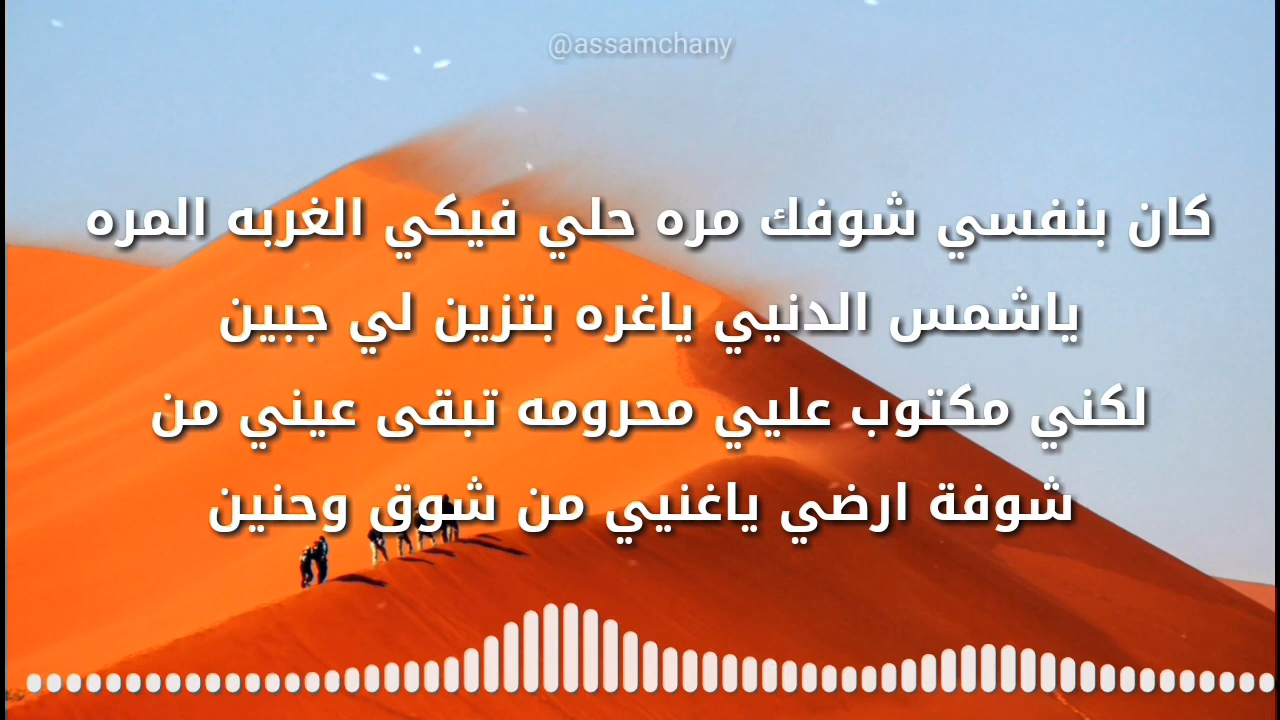 @assamchany
كان بنفسي شوفك مره حلي فيكي الغربه المره
ياشمس الدنيي ياغره بتزين لي جبين
لكني مكتوب عليي محرومه تبقى عيني من
شوفة ارضي ياغنيي من شوق وحنين